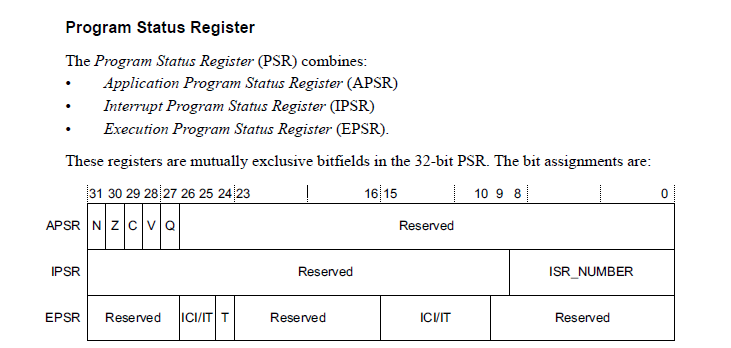 Program Status Register
The Program Status Register (PSR) combines:
• Application Program Status Register (APSR)
• Interrupt Program Status Register (IPSR)
• Execution Program Status Register (EPSR).
These registers are mutually exclusive bitfields in the 32-bit PSR. The bit assignments are:
31 30 29 28 27 26 25 24 23 16 15 10 9 8 0
APSR N Z C V Q Reserved
IPSR Reserved ISR_NUMBER
EPSR Reserved ICI/IT T Reserved ICI/IT Reserved